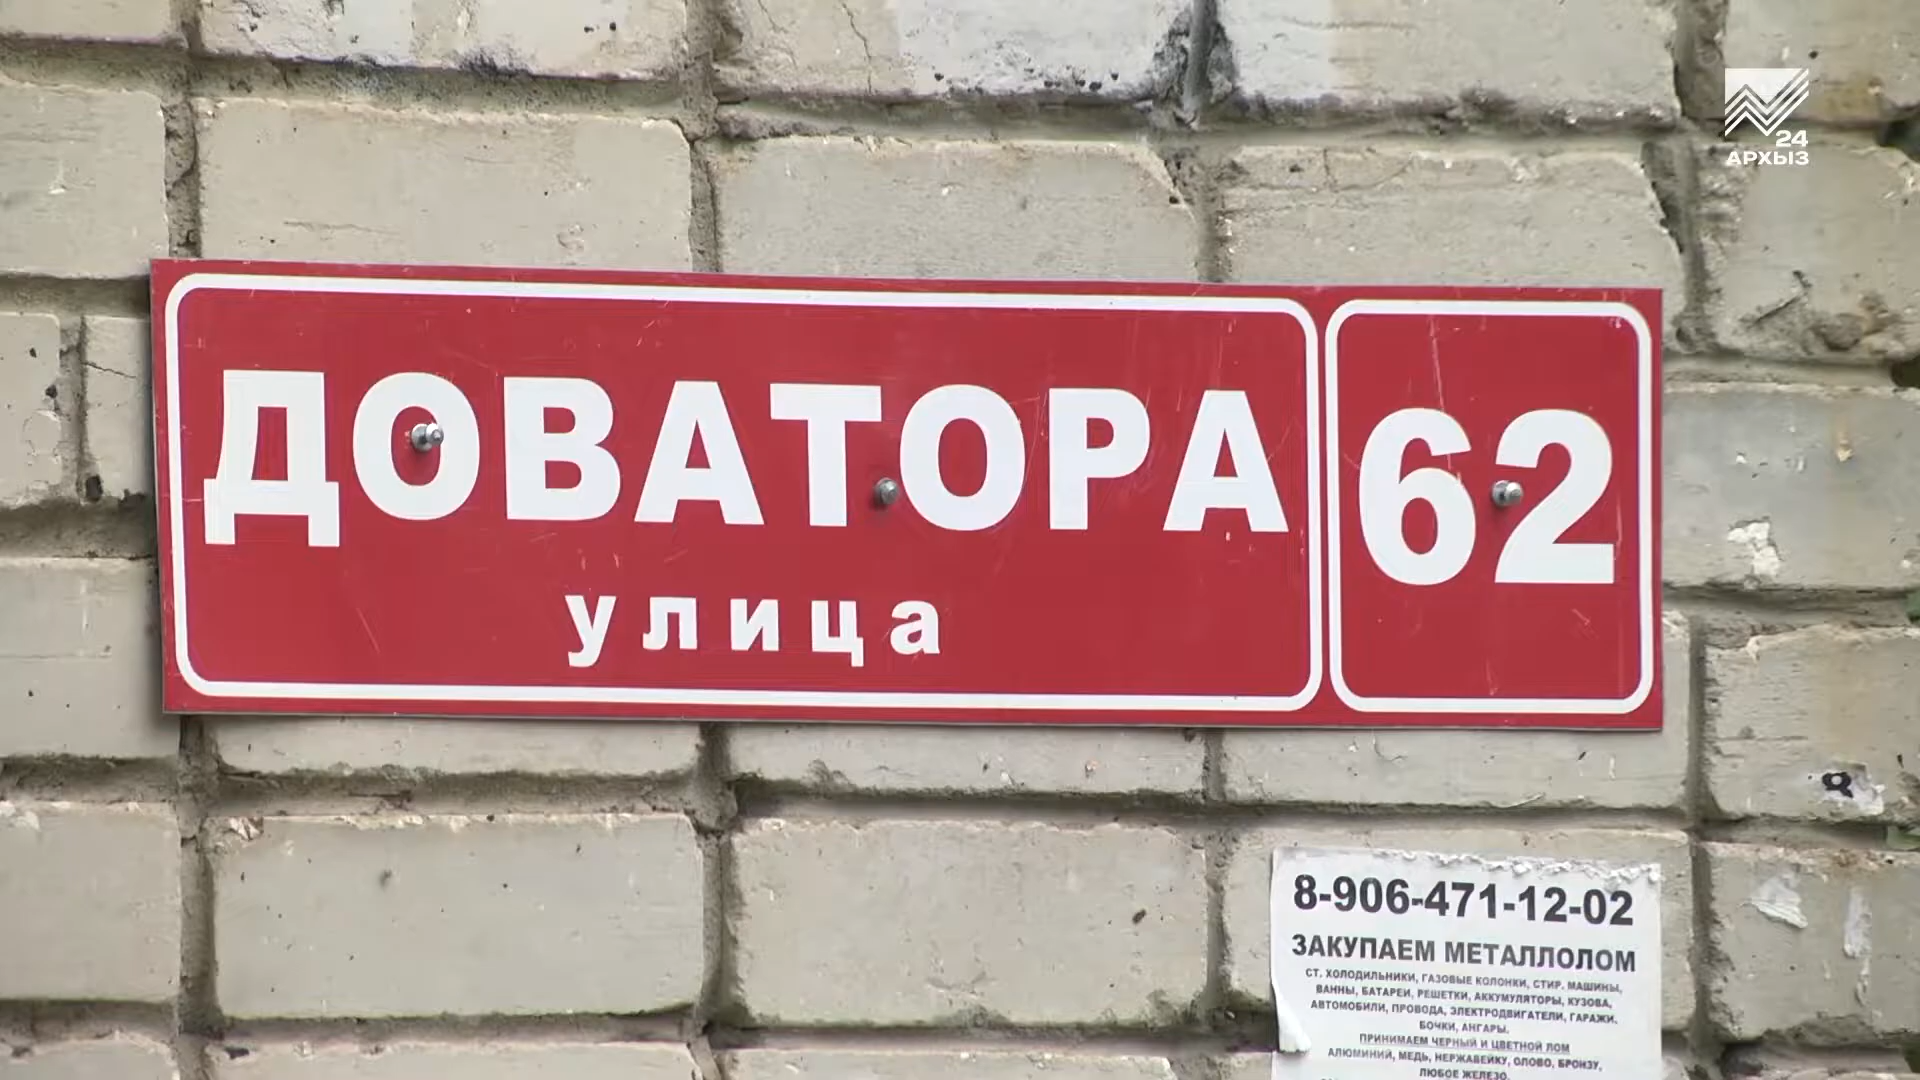 24
АРХЫЗ
ДОВАТОРА
улица
62
8-906-471-12-02
ЗАКУПАЕМ МЕТАЛЛОЛОМ
СТ. ХОЛОДИЛЬНИКИ, ГАЗОВЫЕ КОЛОНКИ, СТИР. МАШИНЫ,
ВАННЫ, БАТАРЕИ, РЕШЕТКИ, АККУМУЛЯТОРЫ, КУЗОВА,
АВТОМОБИЛИ, ПРОВОДА, ЭЛЕКТРОДВИГАТЕЛИ, ГАРАЖИ,
БОЧКИ, АНГАРЫ.
ПРИНИМАЕМ ЧЕРНЫЙ И ЦВЕТНОЙ ЛОМ
АЛЮМИНИЙ, МЕДЬ, НЕРЖАВЕЙКУ, ОЛОВО, БРОНЗУ,
ЛЮБОЕ ЖЕЛЕЗО.